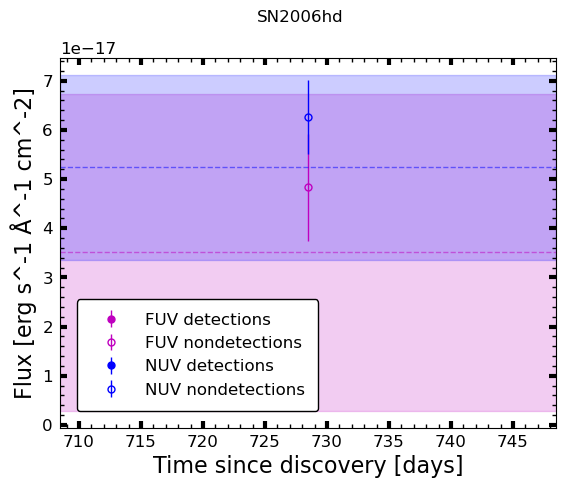 SN2006hd
1e−17
7
6
5
4
3
2
1
0
Flux [erg s^-1 Å^-1 cm^-2]
FUV detections
FUV nondetections
NUV detections
NUV nondetections
710 715 720 725 730 735 740 745
Time since discovery [days]